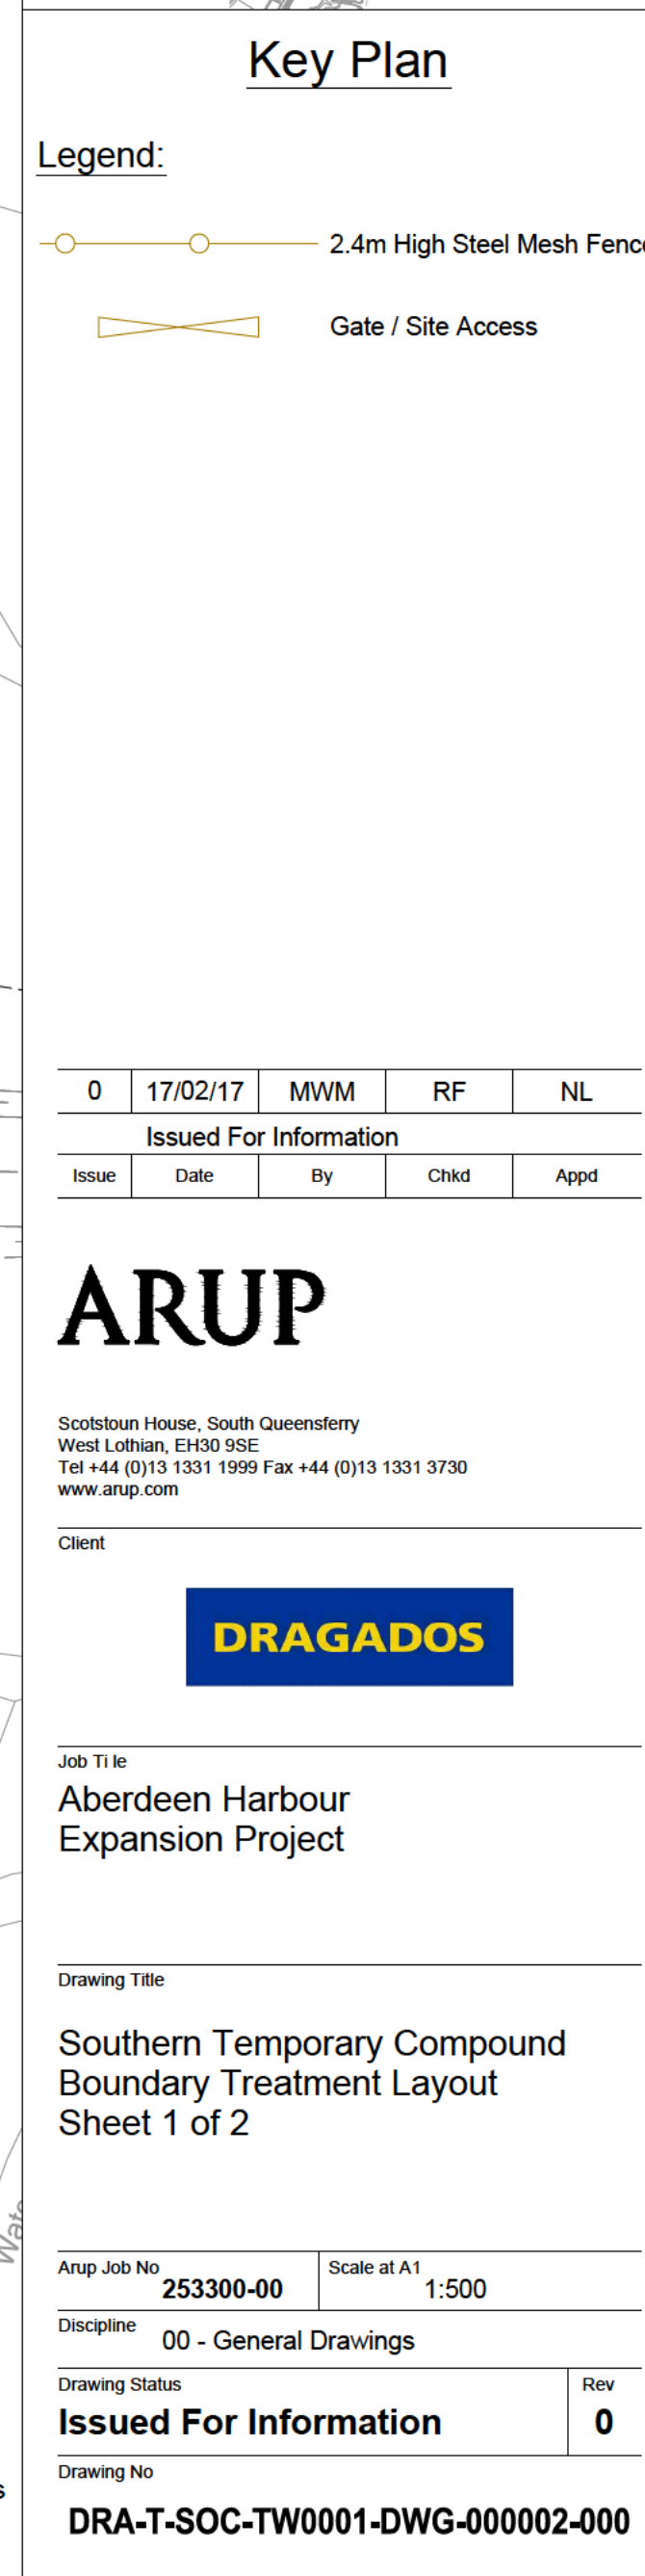 Key Plan
Legend:
2.4m High Steel Mesh Fenc
Gate / Site Access
0 17/02/17 MWM RF NL
Issued For Information
Issue Date By Chkd Appd
ARUP
Scotstoun House, South Queensferry
West Lothian, EH30 9SE
Tel +44 (0)13 1331 1999 Fax +44 (0)13 1331 3730
www.arup.com
Client
DRAGADOS
Job Ti le
Aberdeen Harbour
Expansion Project
Drawing Title
Southern Temporary Compound
Boundary Treatment Layout
Sheet 1 of 2
Arup Job No Scale at A1
253300-00 1:500
Discipline
00 - General Drawings
Drawing Status Rev
Issued For Information 0
Drawing No
DRA-T-SOC-TW0001-DWG-000002-000